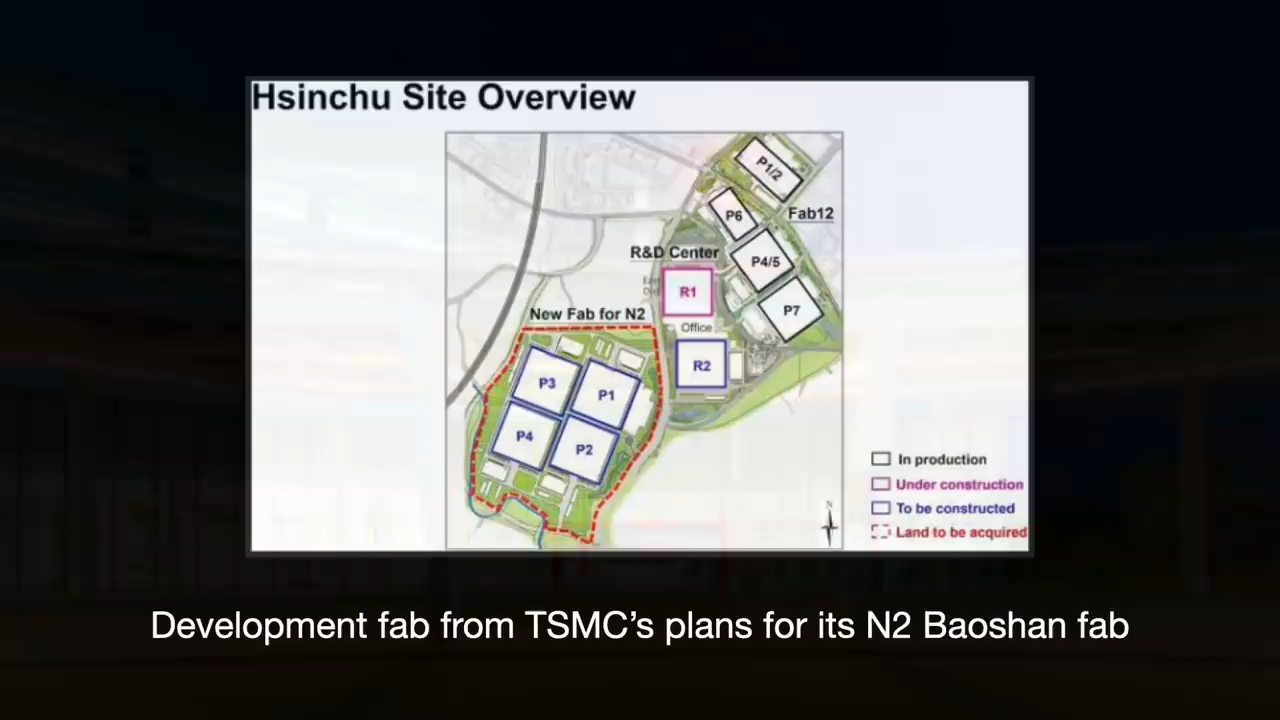 Hsinchu Site Overview
P1/2
P6
Fab12
R&D Center
P4/5
R1
P7
New Fab for N2
Office
R2
P3
P1
P4
P2
In production
Under construction
To be constructed
Land to be acquired
N
Development fab from TSMC's plans for its N2 Baoshan fab